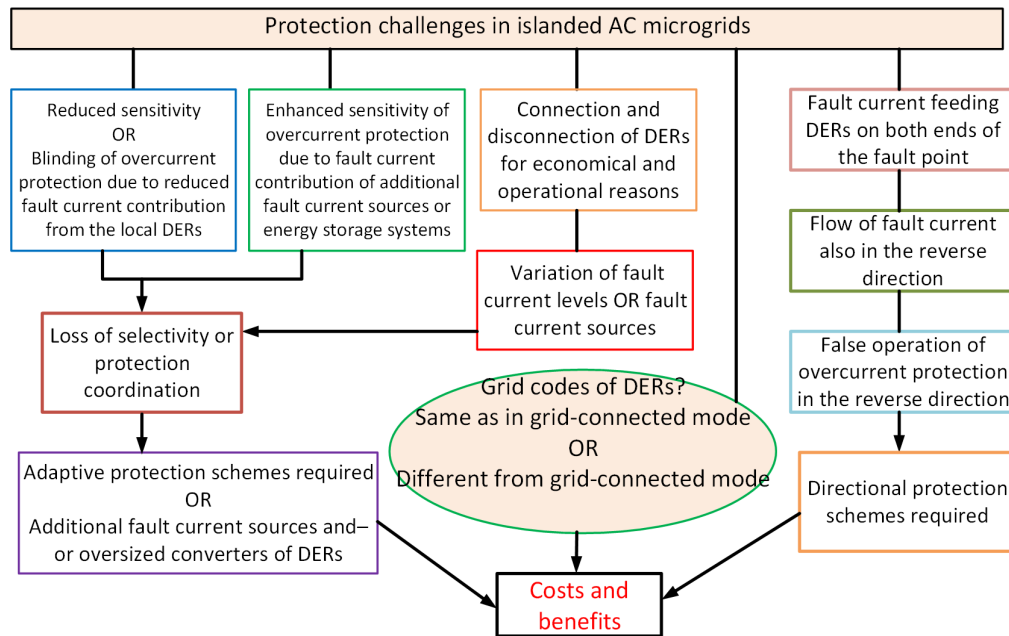 Protection challenges in islanded AC microgrids
Reduced sensitivity
OR
Blinding of overcurrent
protection due to reduced
fault current contribution
from the local DERs
Enhanced sensitivity of
overcurrent protection
due to fault current
contribution of additional
fault current sources or
energy storage systems
Connection and
disconnection of DERs
for economical and
operational reasons
Fault current feeding
DERs on both ends of
the fault point
Flow of fault current
also in the reverse
direction
Variation of fault
current levels OR fault
current sources
Loss of selectivity or
protection
coordination
False operation of
overcurrent protection
in the reverse direction
Grid codes of DERs?
Same as in grid-connected mode
OR
Different from grid-connected mode
Adaptive protection schemes required
OR
Additional fault current sources and–
or oversized converters of DERs
Directional protection
schemes required
Costs and
benefits